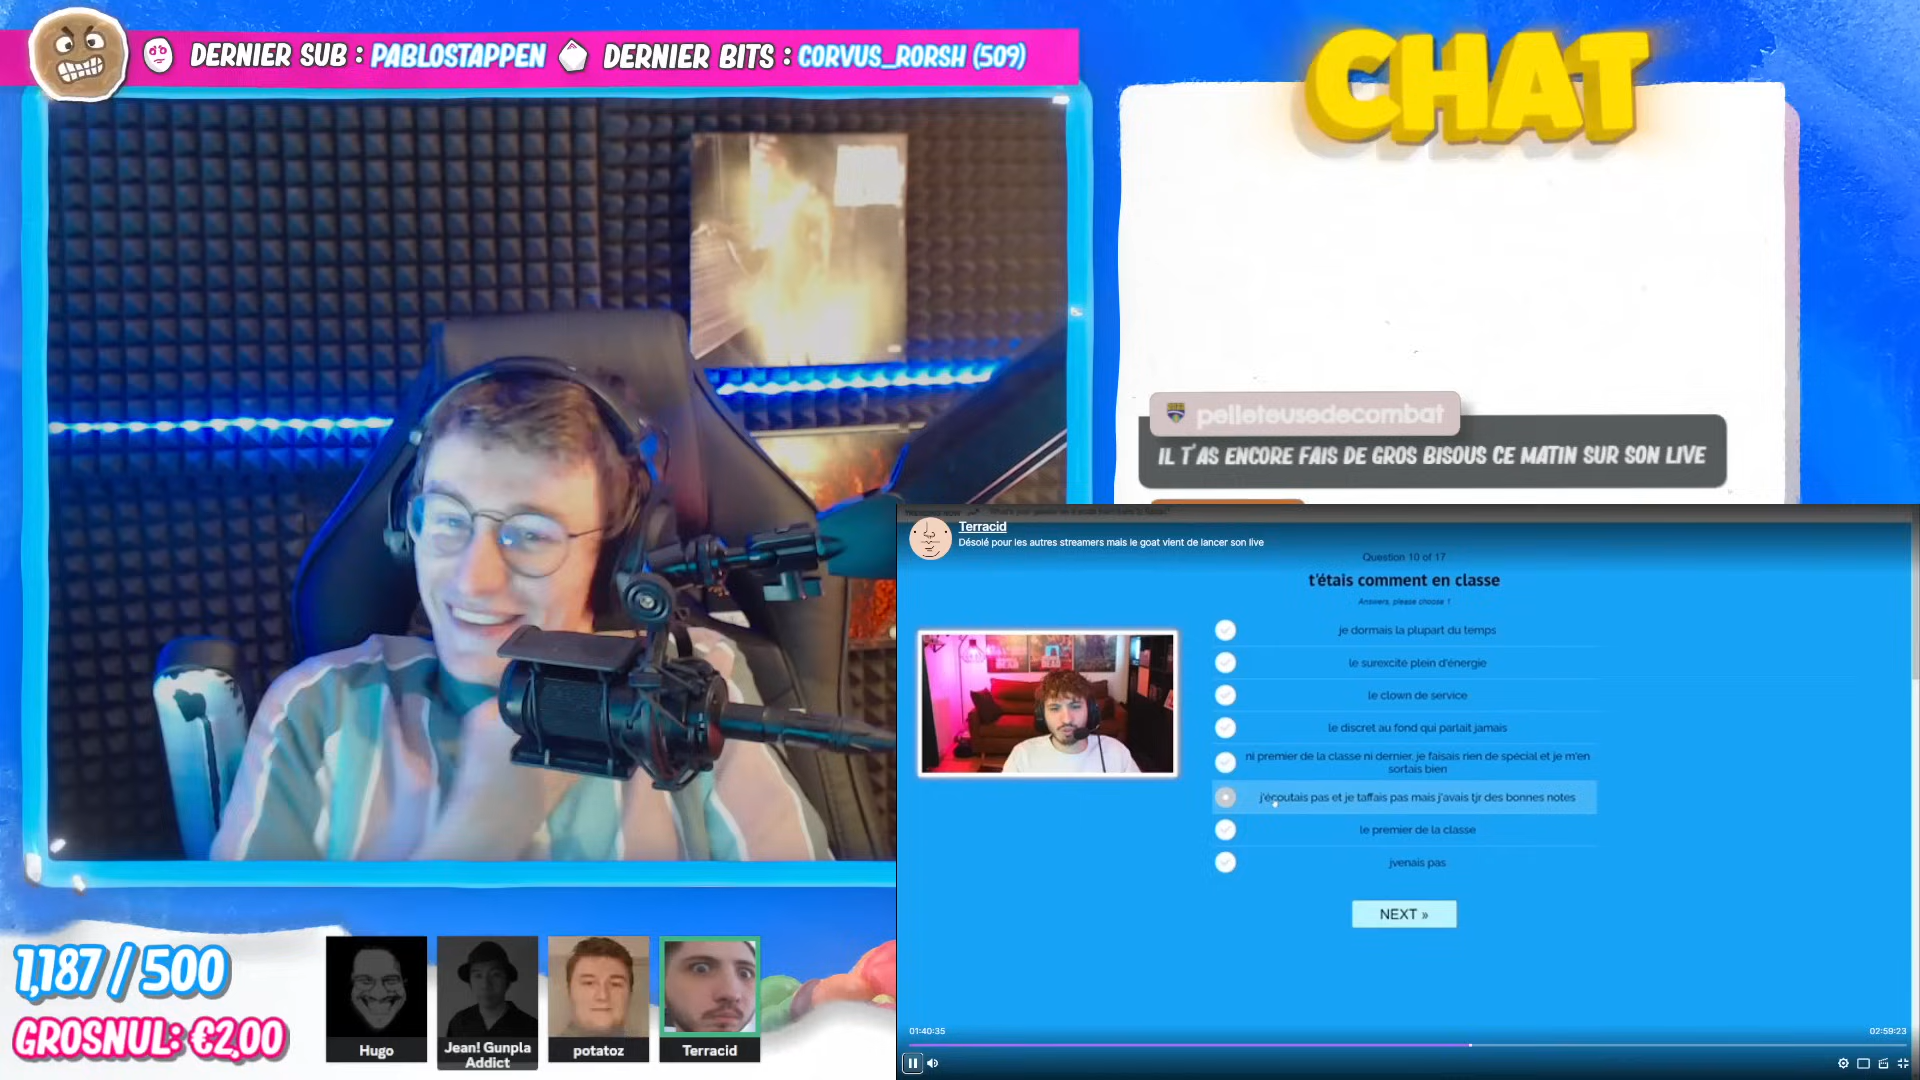 DERNIER SUB : PABLOSTAPPEN DERNIER BITS : CORVUS_RORSH (509)
CHAT
pelleteusedecombat
IL T'AS ENCORE FAIS DE GROS BISOUS CE MATIN SUR SON LIVE
Terracid
Désolé pour les autres streamers mais le goat vient de lancer son live
Question 10 of 17
t'étais comment en classe
Answers, please choose 1
je dormais la plupart du temps
le surexcité plein d'énergie
le clown de service
le discret au fond qui parlait jamais
ni premier de la classe ni dernier, je faisais rien de spécial et je m'en
sortais bien
j'écoutais pas et je taffais pas mais j'avais tjr des bonnes notes
le premier de la classe
jvenais pas
NEXT »
01:40:35
02:59:23
1,187 / 500
GROSNUL: €2,00
Hugo
Jean! Gunpla
Addict
potatoz
Terracid